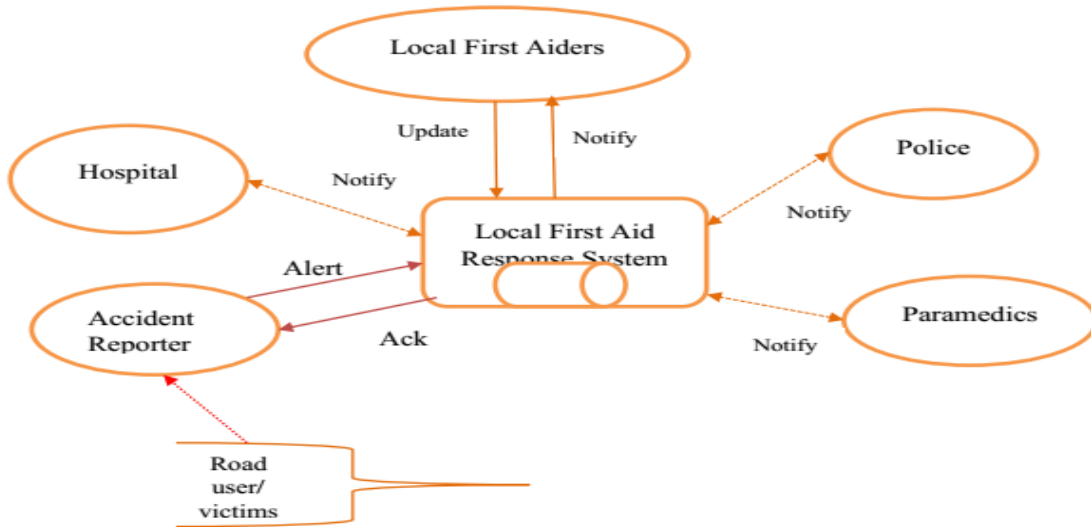 Local First Aiders
Update
Notify
Hospital
Notify
Police
Notify
Local First Aid
Response System
Alert
Accident
Reporter
Ack
Paramedics
Notify
Road
user/
victims